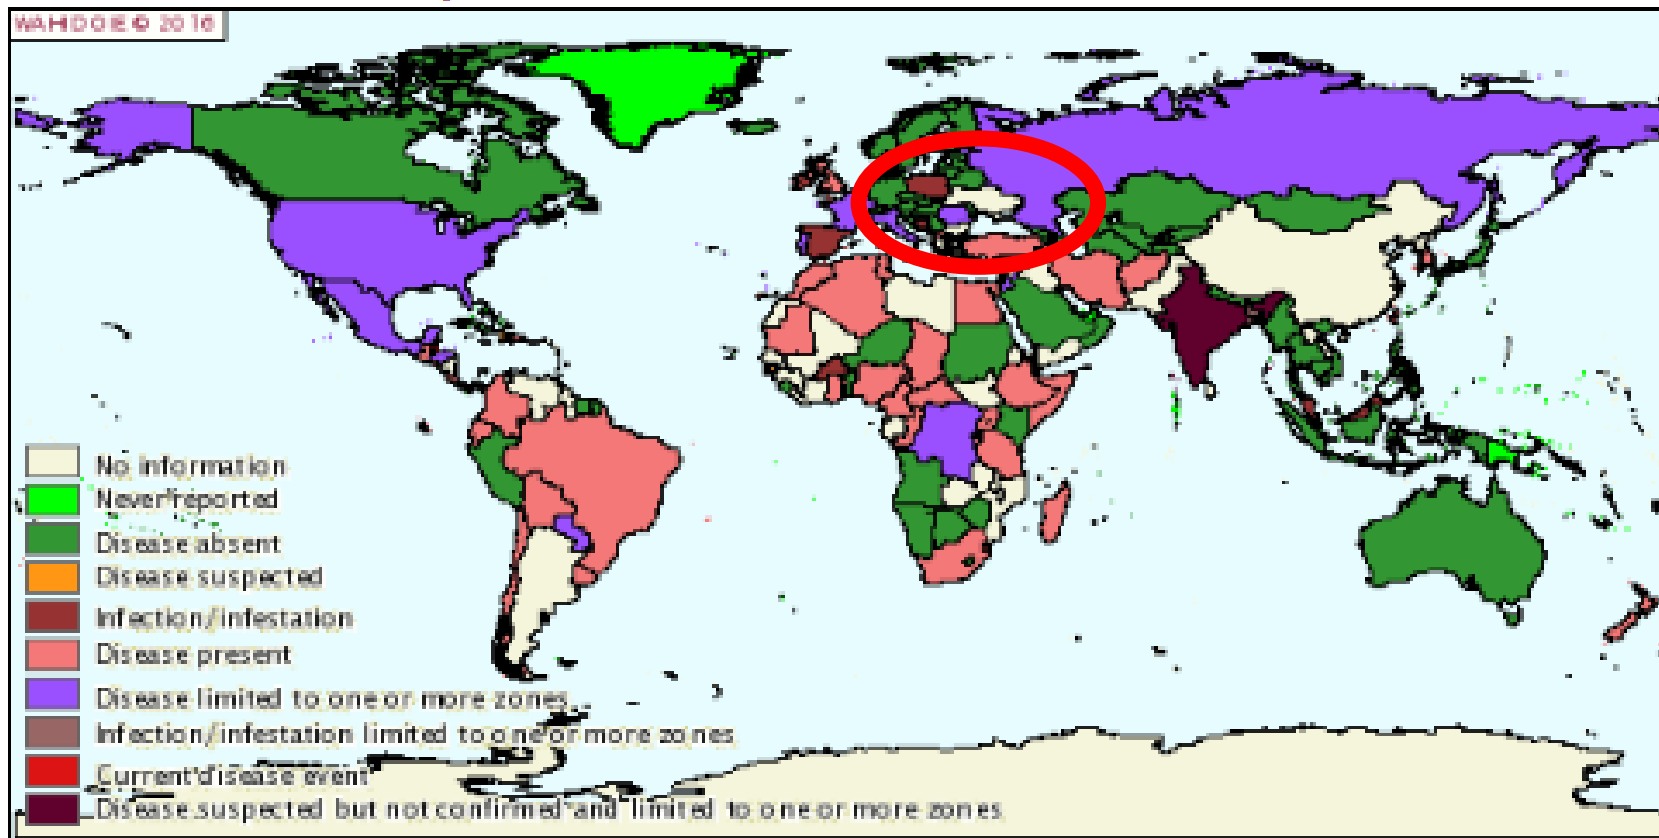 WAHIDOIE © 2016
No information
Never reported
Disease absent
Disease suspected
Infection/infestation
Disease present
Disease limited to one or more zones
Infection/infestation limited to one or more zones
Current disease event
Disease suspected but not confirmed and limited to one or more zones